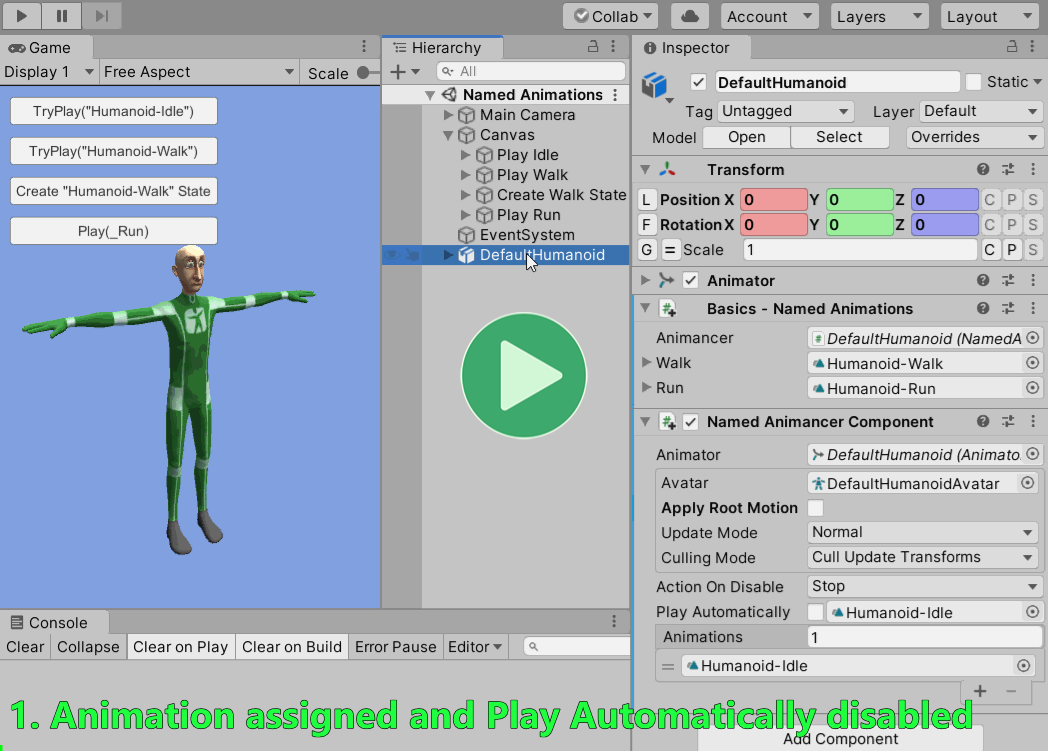 Collab
Account
Layers
Layout
Game
Display 1
Free Aspect
Scale
TryPlay("Humanoid-Idle")
TryPlay("Humanoid-Walk")
Create "Humanoid-Walk" State
Play(_Run)
Hierarchy
All
Named Animations
Main Camera
Canvas
Play Idle
Play Walk
Create Walk State
Play Run
EventSystem
DefaultHumanoid
Inspector
DefaultHumanoid
Static
Tag Untagged Layer Default
Model Open Select Overrides
Transform
L Position X 0 Y 0 Z 0 C P S
F Rotation X 0 Y 0 Z 0 C P S
G = Scale 1 C P S
Animator
Basics - Named Animations
Animancer DefaultHumanoid (NamedA
Walk Humanoid-Walk
Run Humanoid-Run
Named Animancer Component
Animator DefaultHumanoid (Animato
Avatar DefaultHumanoidAvatar
Apply Root Motion
Update Mode Normal
Culling Mode Cull Update Transforms
Action On Disable Stop
Play Automatically Humanoid-Idle
Animations 1
Humanoid-Idle
Add Component
Console
Clear Collapse Clear on Play Clear on Build Error Pause Editor
1. Animation assigned and Play Automatically disabled